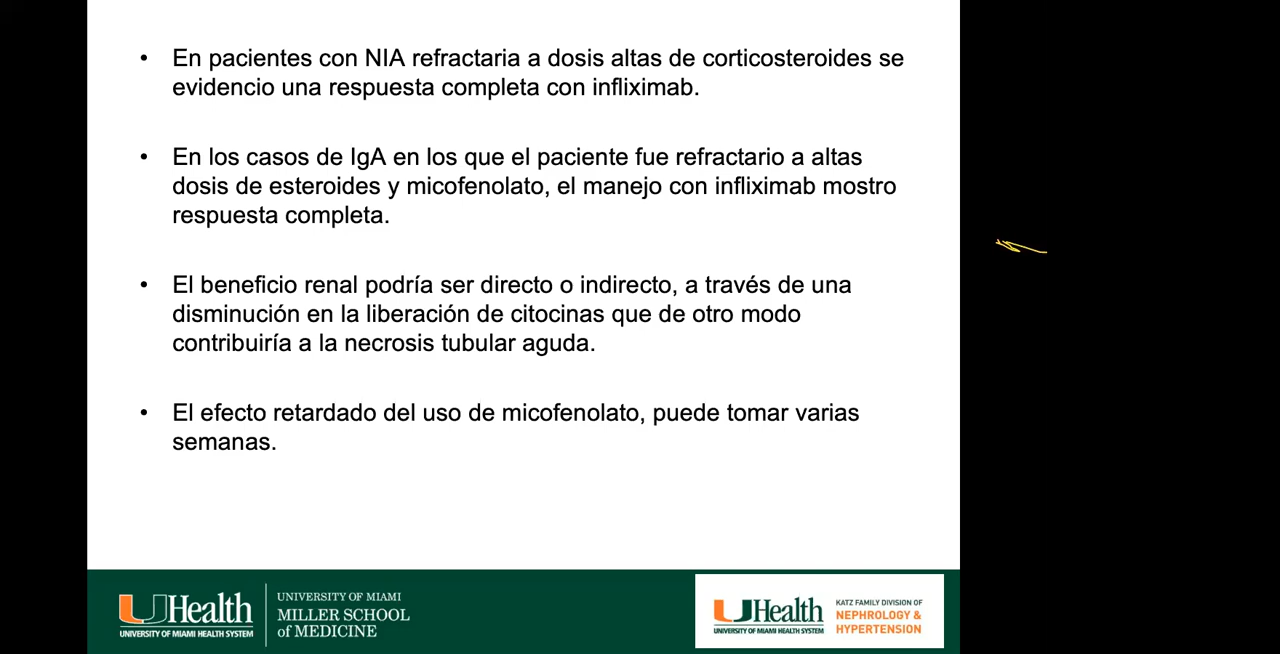 • En pacientes con NIA refractaria a dosis altas de corticosteroides se
evidencio una respuesta completa con infliximab.
• En los casos de IgA en los que el paciente fue refractario a altas
dosis de esteroides y micofenolato, el manejo con infliximab mostro
respuesta completa.
• El beneficio renal podría ser directo o indirecto, a través de una
disminución en la liberación de citocinas que de otro modo
contribuiría a la necrosis tubular aguda.
• El efecto retardado del uso de micofenolato, puede tomar varias
semanas.
UHealth
UNIVERSITY OF MIAMI HEALTH SYSTEM
UNIVERSITY OF MIAMI
MILLER SCHOOL
of MEDICINE
UHealth
UNIVERSITY OF MIAMI HEALTH SYSTEM
KATZ FAMILY DIVISION OF
NEPHROLOGY &
HYPERTENSION